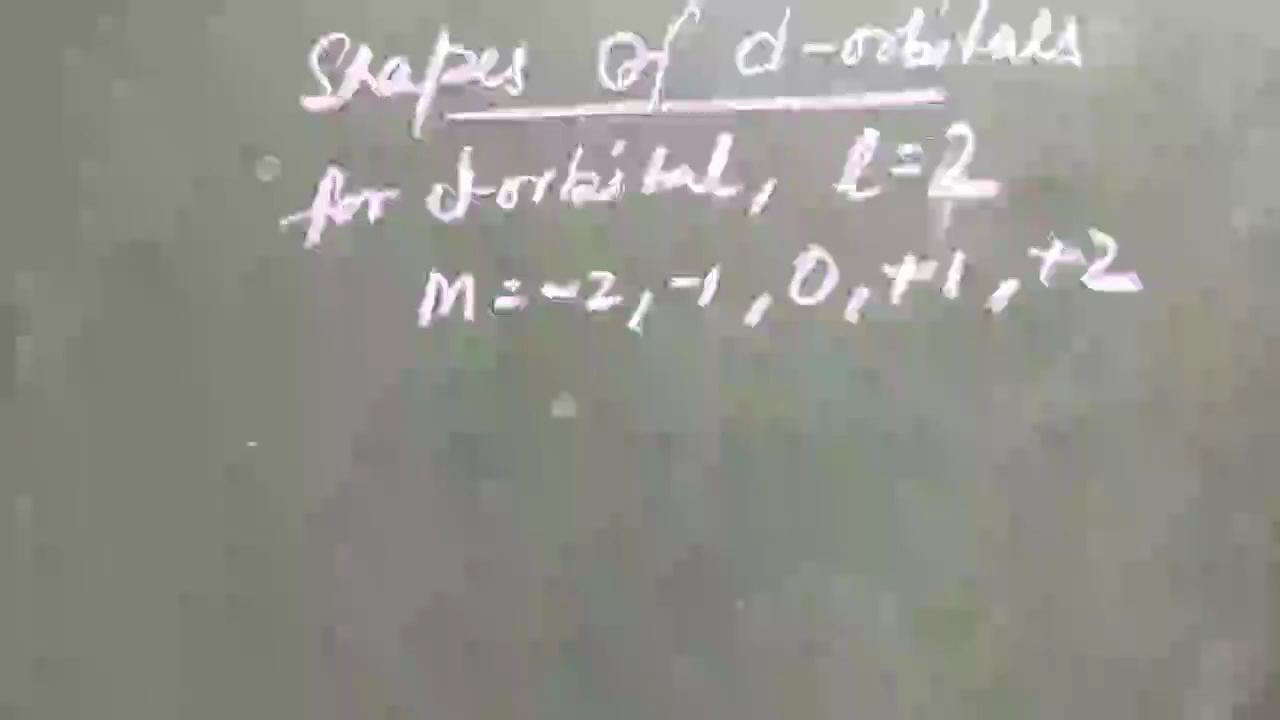 Shapes Of d-orbitals
for d-orbital, l=2
m=-2, -1, 0, +1, +2